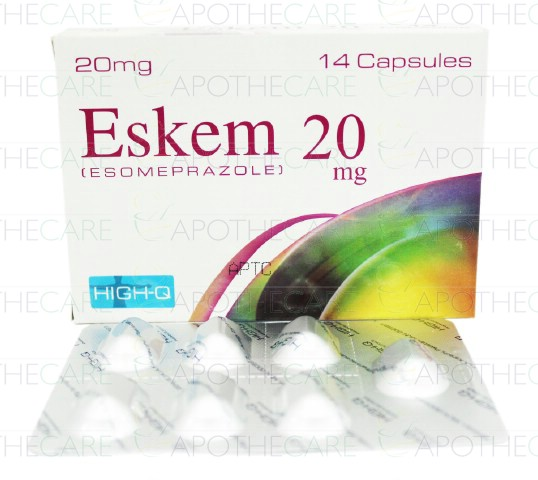 20mg 14 Capsules
Eskem 20
mg
(ESOMEPRAZOLE)
APTC
HIGH-Q
APOTHECARE